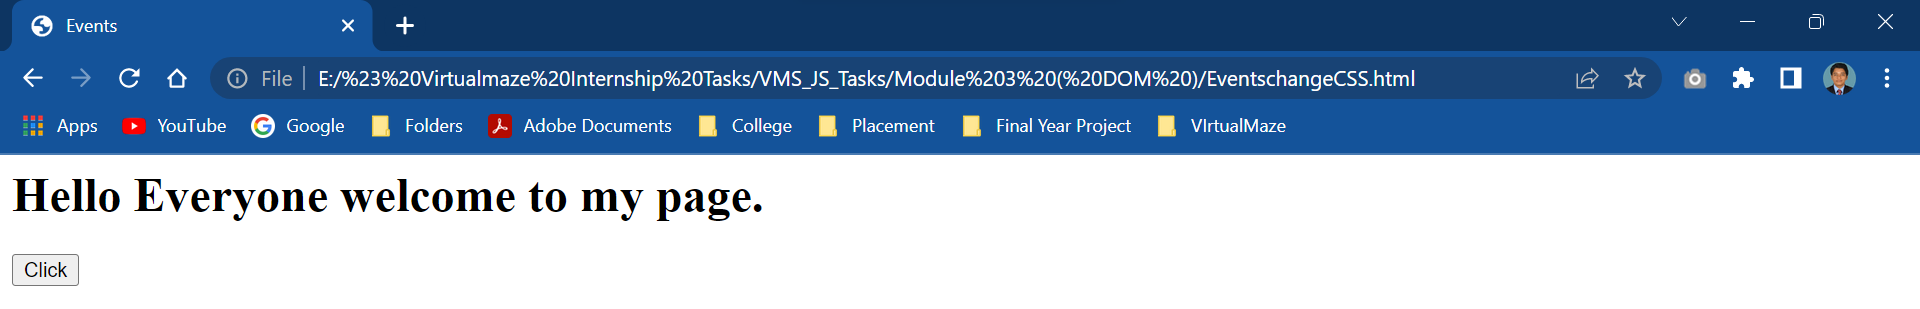 Events
File E:/%23%20Virtualmaze%20Internship%20Tasks/VMS_JS_Tasks/Module%203%20(%20DOM%20)/EventschangeCSS.html
Apps YouTube Google Folders Adobe Documents College Placement Final Year Project VIrtualMaze
Hello Everyone welcome to my page.
Click